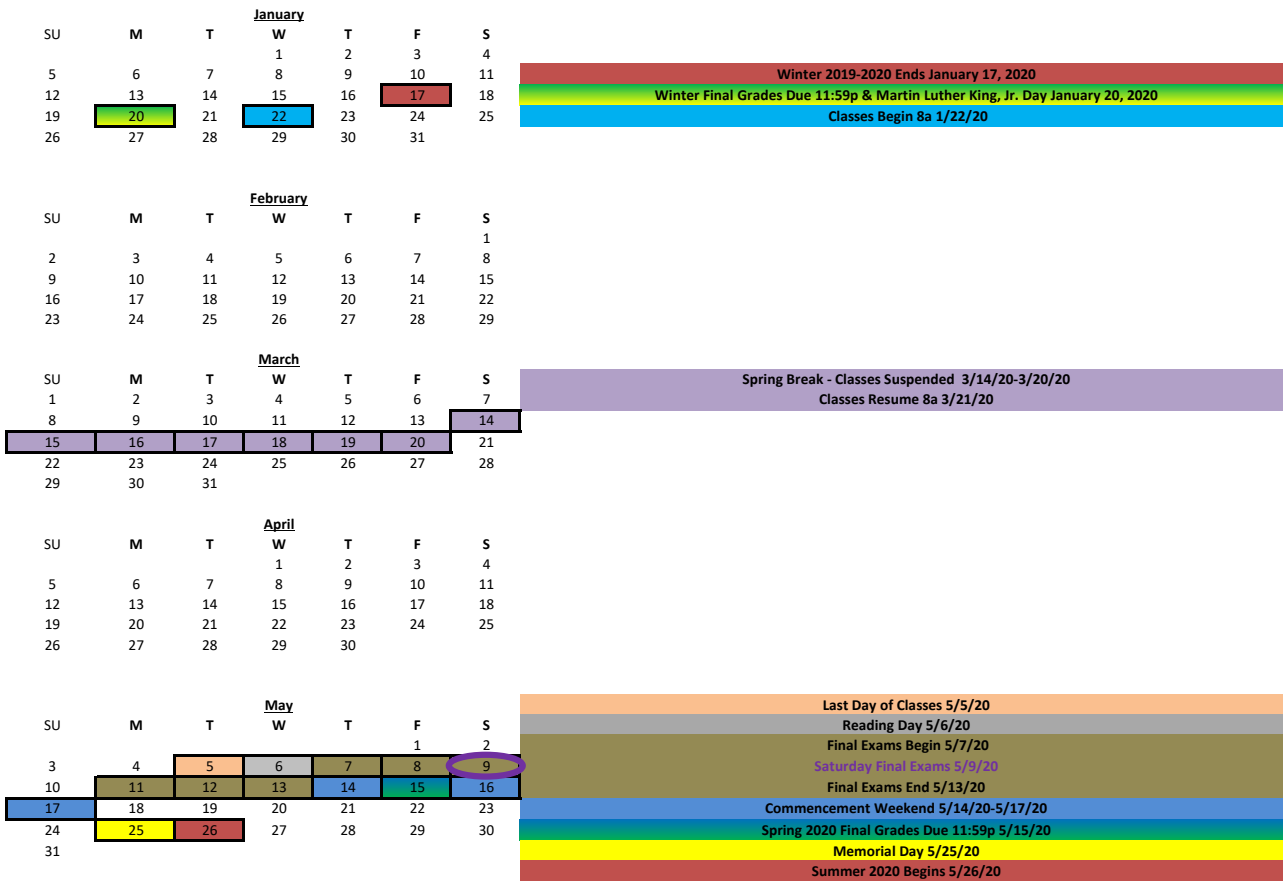 January
SU M T W T F S
1 2 3 4
5 6 7 8 9 10 11 Winter 2019-2020 Ends January 17, 2020
12 13 14 15 16 17 18 Winter Final Grades Due 11:59p & Martin Luther King, Jr. Day January 20, 2020
19 20 21 22 23 24 25 Classes Begin 8a 1/22/20
26 27 28 29 30 31
February
SU M T W T F S
1
2 3 4 5 6 7 8
9 10 11 12 13 14 15
16 17 18 19 20 21 22
23 24 25 26 27 28 29
March
SU M T W T F S Spring Break - Classes Suspended 3/14/20-3/20/20
1 2 3 4 5 6 7 Classes Resume 8a 3/21/20
8 9 10 11 12 13 14
15 16 17 18 19 20 21
22 23 24 25 26 27 28
29 30 31
April
SU M T W T F S
1 2 3 4
5 6 7 8 9 10 11
12 13 14 15 16 17 18
19 20 21 22 23 24 25
26 27 28 29 30
May Last Day of Classes 5/5/20
SU M T W T F S Reading Day 5/6/20
1 2 Final Exams Begin 5/7/20
3 4 5 6 7 8 9 Saturday Final Exams 5/9/20
10 11 12 13 14 15 16 Final Exams End 5/13/20
17 18 19 20 21 22 23 Commencement Weekend 5/14/20-5/17/20
24 25 26 27 28 29 30 Spring 2020 Final Grades Due 11:59p 5/15/20
31 Memorial Day 5/25/20
Summer 2020 Begins 5/26/20